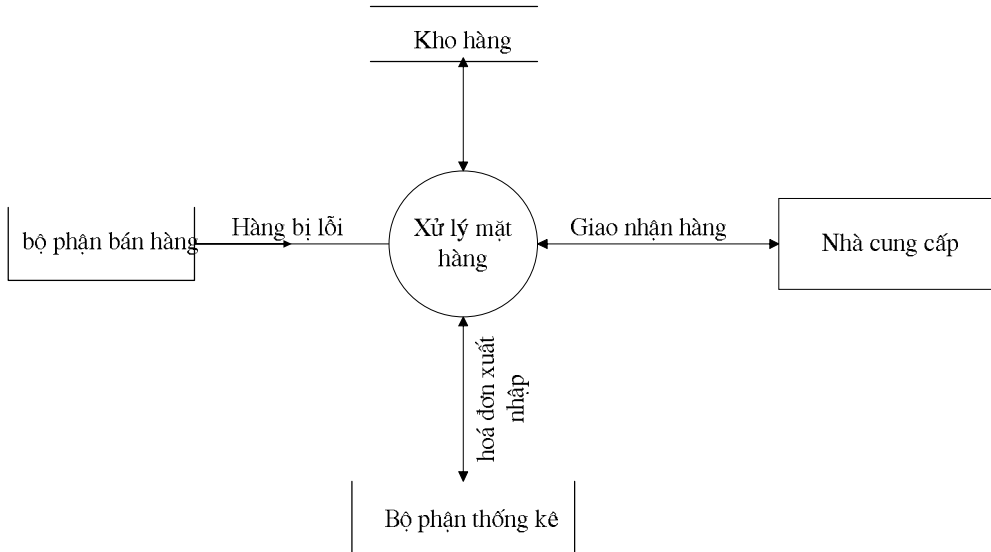 Kho hàng
bộ phận bán hàng
Hàng bị lỗi
Xử lý mặt
hàng
Giao nhận hàng
Nhà cung cấp
hoá đơn xuất
nhập
Bộ phận thống kê